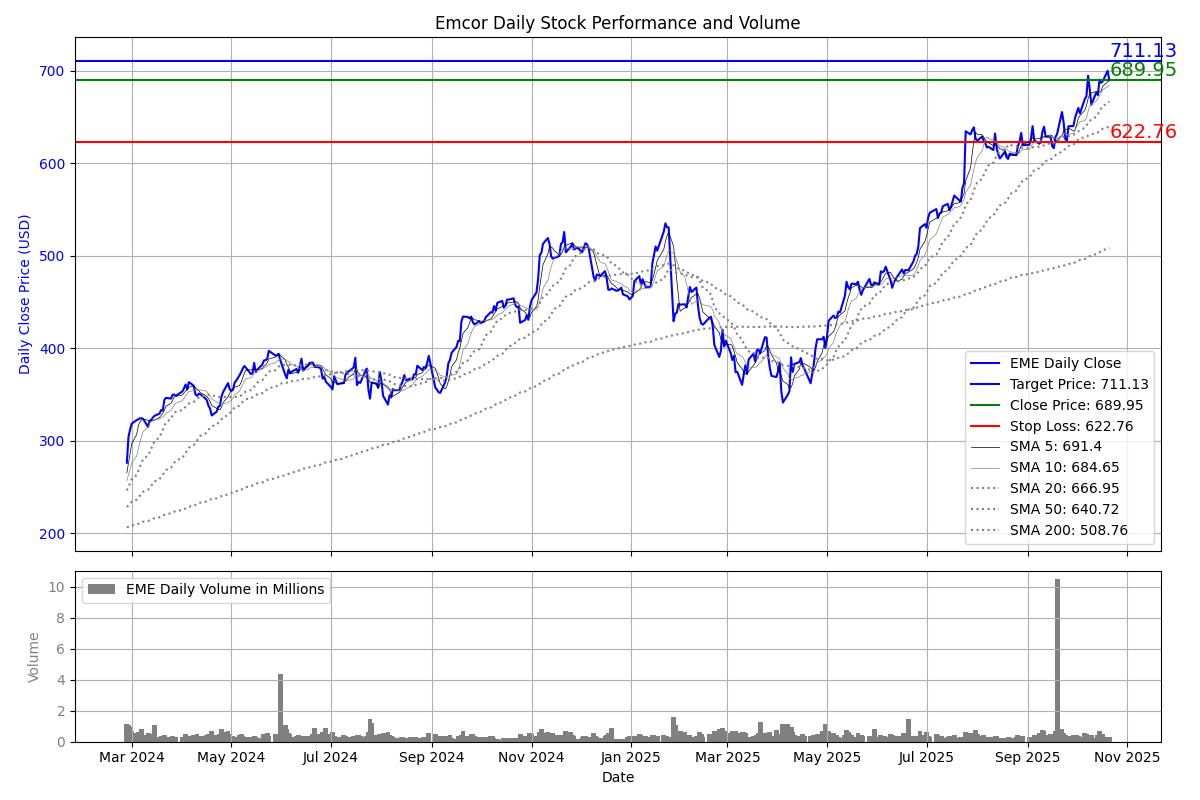 Emcor Daily Stock Performance and Volume
711.13
689.95
622.76
700
600
500
400
300
200
Daily Close Price (USD)
EME Daily Close
Target Price: 711.13
Close Price: 689.95
Stop Loss: 622.76
SMA 5: 691.4
SMA 10: 684.65
SMA 20: 666.95
SMA 50: 640.72
SMA 200: 508.76
EME Daily Volume in Millions
10
8
6
4
2
0
Volume
Mar 2024
May 2024
Jul 2024
Sep 2024
Nov 2024
Jan 2025
Mar 2025
May 2025
Jul 2025
Sep 2025
Nov 2025
Date